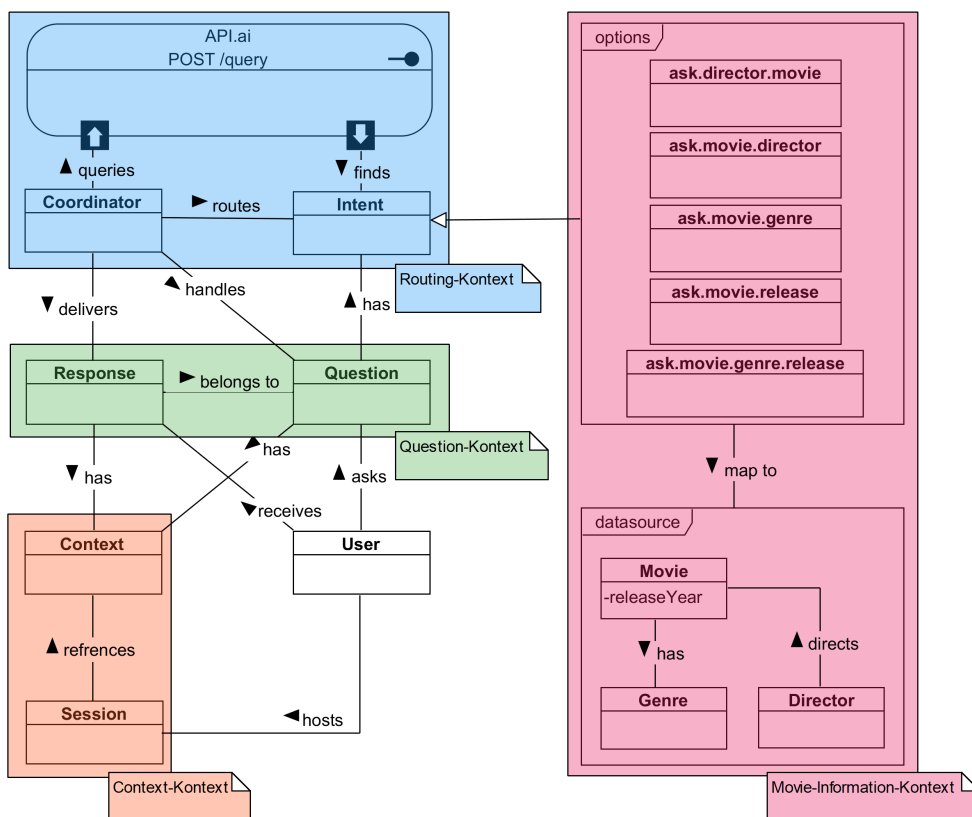 API.ai
POST /query
queries
finds
Coordinator
routes
Intent
Routing-Kontext
delivers
handles
has
Response
belongs to
Question
Question-Kontext
has
has
asks
receives
Context
User
refrences
Session
hosts
Context-Kontext
options
ask.director.movie
ask.movie.director
ask.movie.genre
ask.movie.release
ask.movie.genre.release
map to
datasource
Movie
-releaseYear
has
directs
Genre
Director
Movie-Information-Kontext